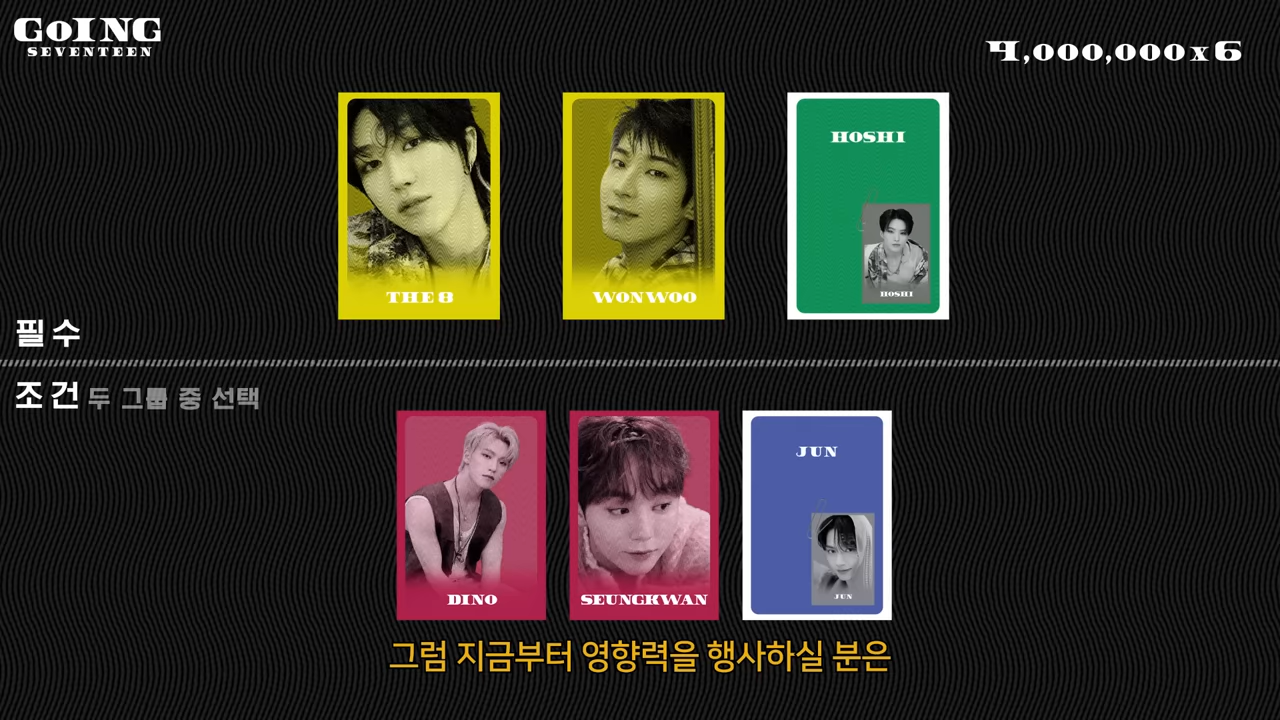 GoING
SEVENTEEN
4,000,000 x 6
THE 8
WONWOO
HOSHI
HOSHI
필수
조건 두 그룹 중 선택
JUN
JUN
DINO
SEUNGKWAN
그럼 지금부터 영향력을 행사하실 분은